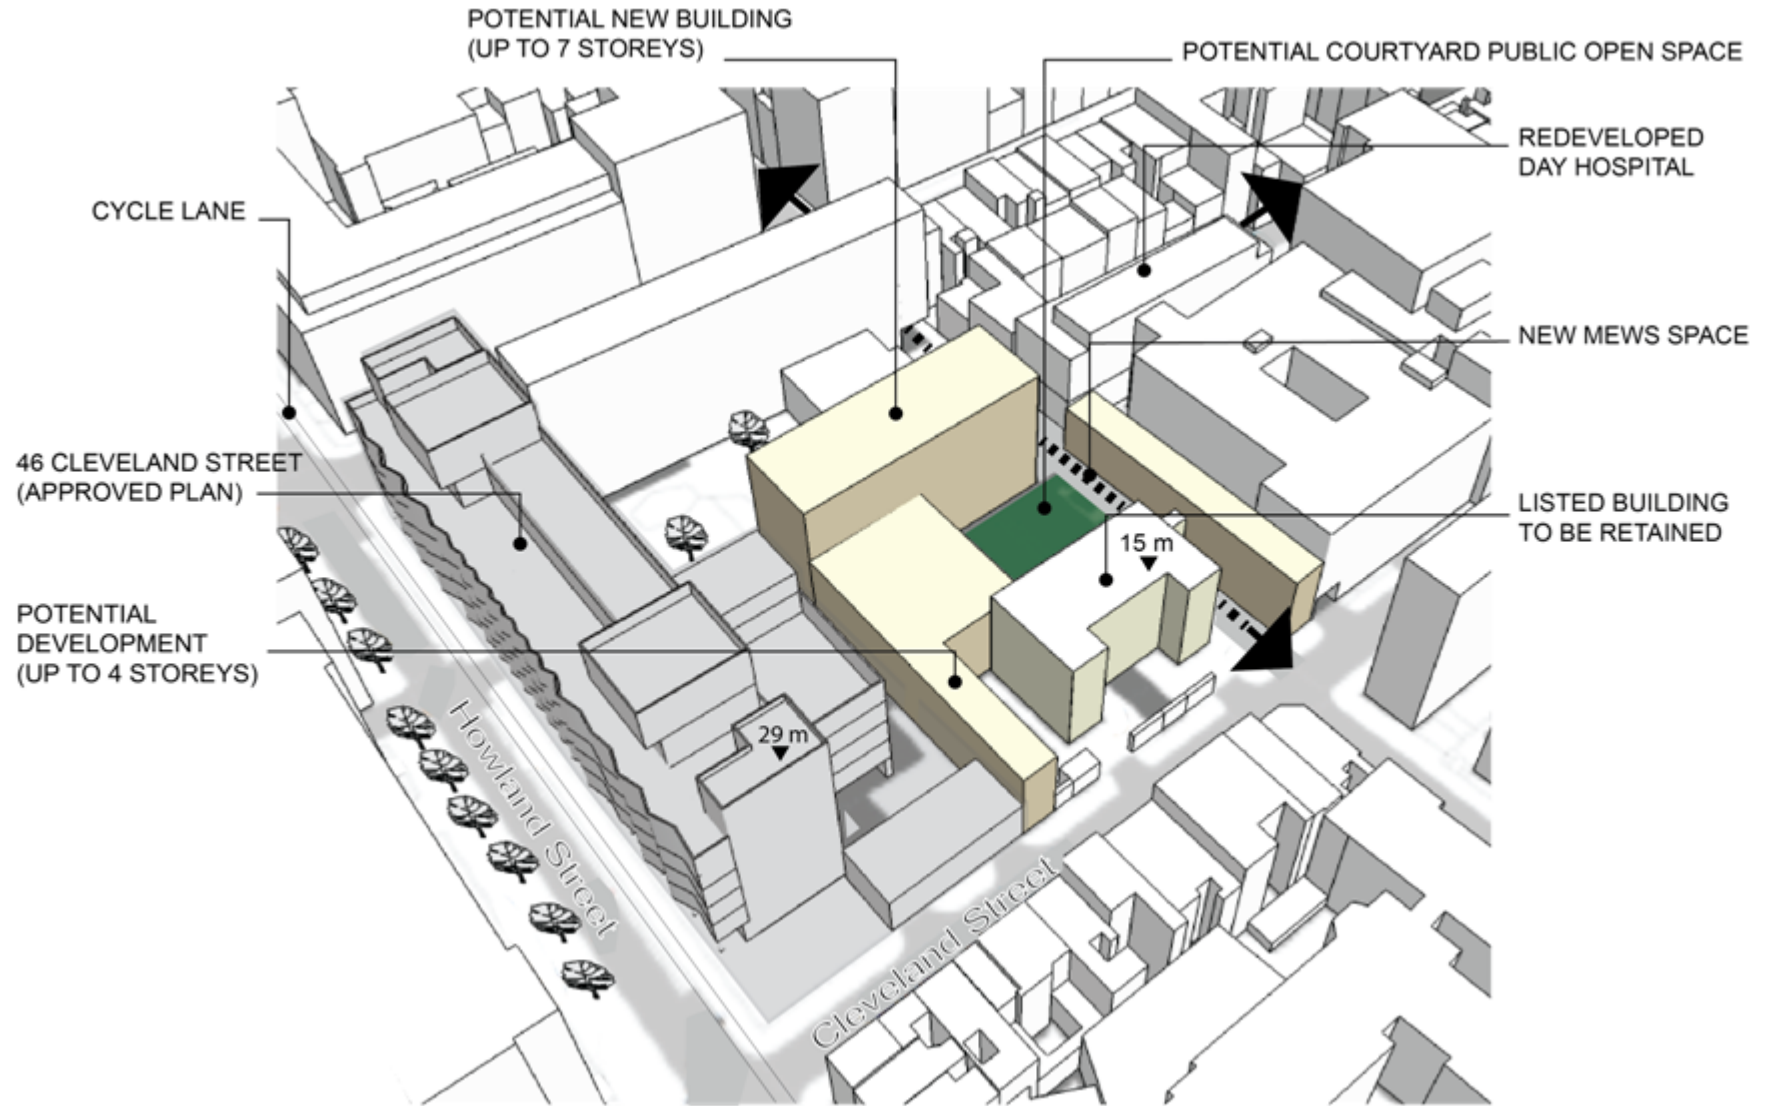 POTENTIAL NEW BUILDING
(UP TO 7 STOREYS)
POTENTIAL COURTYARD PUBLIC OPEN SPACE
REDEVELOPED
DAY HOSPITAL
CYCLE LANE
NEW MEWS SPACE
46 CLEVELAND STREET
(APPROVED PLAN)
LISTED BUILDING
TO BE RETAINED
15 m
POTENTIAL
DEVELOPMENT
(UP TO 4 STOREYS)
29 m
Howland Street
Cleveland Street